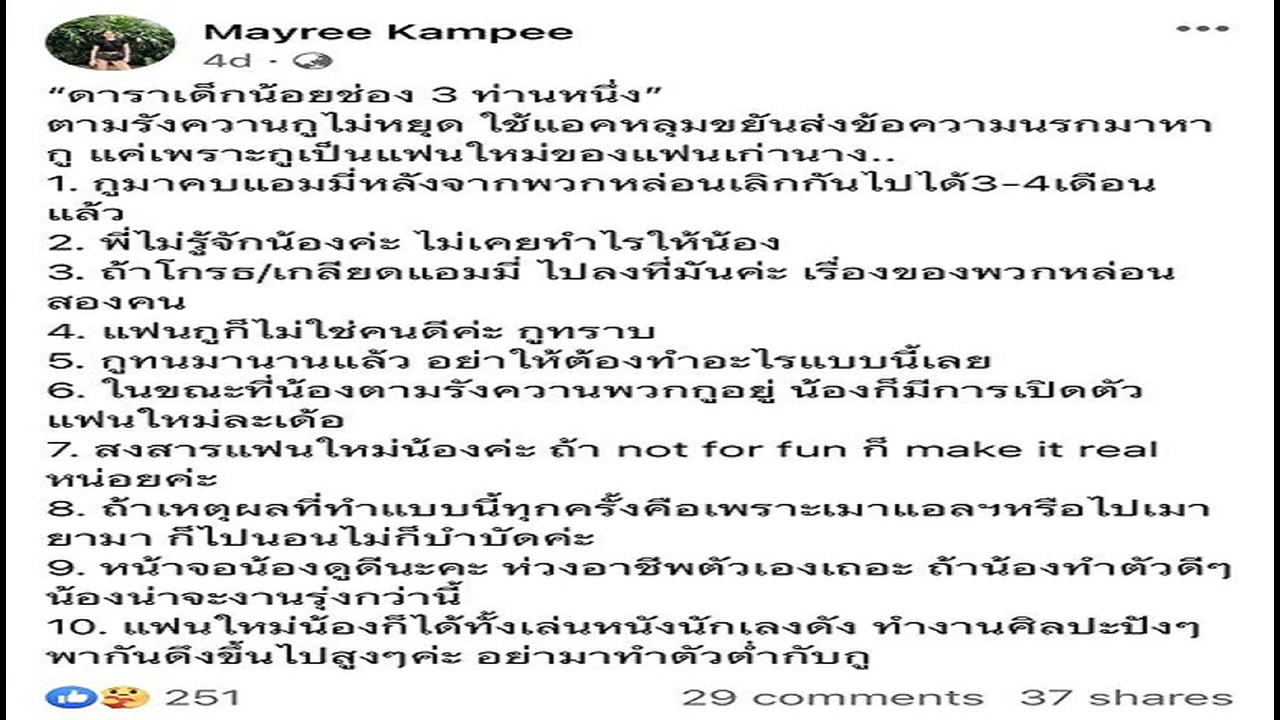 Mayree Kampee
4d ·
“ดาราเด็กน้อยช่อง 3 ท่านหนึ่ง”
ตามรังควานกูไม่หยุด ใช้แอคหลุมขยันส่งข้อความนรกมาหา
กู แค่เพราะกูเป็นแฟนใหม่ของแฟนเก่านาง..
1. กูมาคบแอมมี่หลังจากพวกหล่อนเลิกกันไปได้3-4เดือน
แล้ว
2. พี่ไม่รู้จักน้องค่ะ ไม่เคยทำไรให้น้อง
3. ถ้าโกรธ/เกลียดแอมมี่ ไปลงที่มันค่ะ เรื่องของพวกหล่อน
สองคน
4. แฟนกูก็ไม่ใช่คนดีค่ะ กูทราบ
5. กูทนมานานแล้ว อย่าให้ต้องทำอะไรแบบนี้เลย
6. ในขณะที่น้องตามรังควานพวกกูอยู่ น้องก็มีการเปิดตัว
แฟนใหม่ละเด้อ
7. สงสารแฟนใหม่น้องค่ะ ถ้า not for fun ก็ make it real
หน่อยค่ะ
8. ถ้าเหตุผลที่ทำแบบนี้ทุกครั้งคือเพราะเมาแอลฯหรือไปเมา
ยามา ก็ไปนอนไม่ก็บำบัดค่ะ
9. หน้าจอน้องดูดีนะคะ ห่วงอาชีพตัวเองเถอะ ถ้าน้องทำตัวดีๆ
น้องน่าจะงานรุ่งกว่านี้
10. แฟนใหม่น้องก็ได้ทั้งเล่นหนังนักเลงดัง ทำงานศิลปะปังๆ
พากันดึงขึ้นไปสูงๆค่ะ อย่ามาทำตัวต่ำกับกู
251
29 comments 37 shares